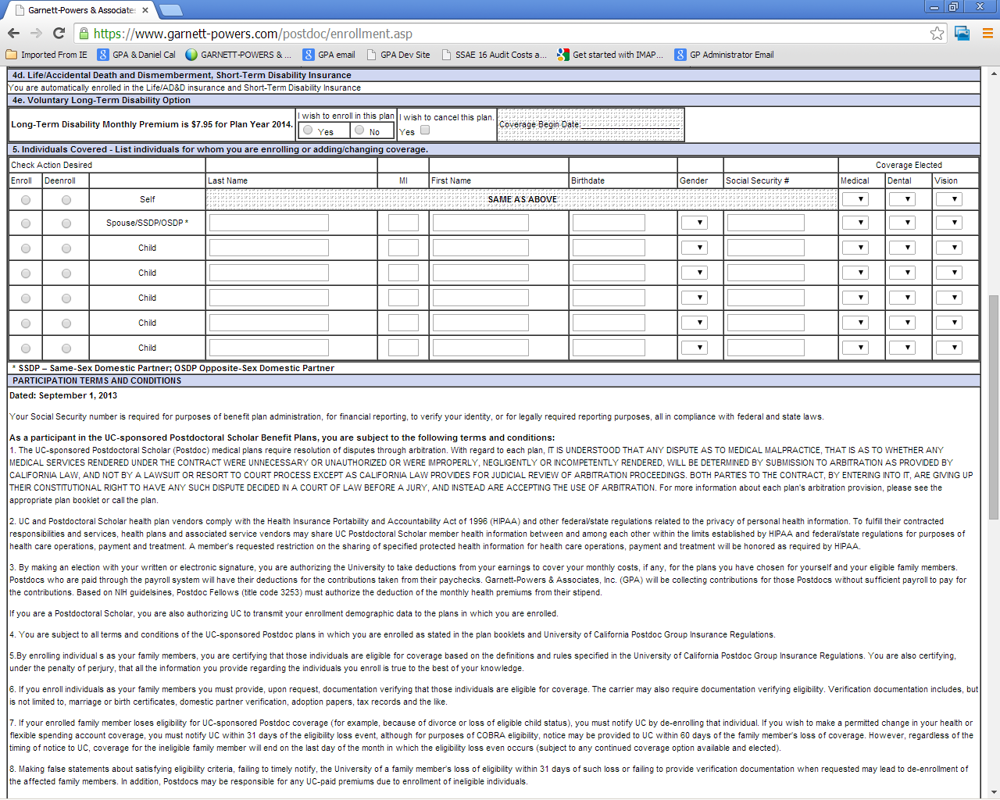 Garnett-Powers & Associates
https://www.garnett-powers.com/postdoc/enrollment.asp
Imported From IE GPA & Daniel Cal GARNETT-POWERS & ... GPA email GPA Dev Site SSAE 16 Audit Costs a... Get started with IMAP... GP Administrator Email
4d. Life/Accidental Death and Dismemberment, Short-Term Disability Insurance
You are automatically enrolled in the Life/AD&D insurance and Short-Term Disability Insurance
4e. Voluntary Long-Term Disability Option
Long-Term Disability Monthly Premium is $7.95 for Plan Year 2014. I wish to enroll in this plan Yes No I wish to cancel this plan. Yes Coverage Begin Date:
5. Individuals Covered - List individuals for whom you are enrolling or adding/changing coverage.
Check Action Desired Coverage Elected
Enroll Deenroll Last Name MI First Name Birthdate Gender Social Security # Medical Dental Vision
Self SAME AS ABOVE
Spouse/SSDP/OSDP *
Child
Child
Child
Child
Child
* SSDP – Same-Sex Domestic Partner; OSDP Opposite-Sex Domestic Partner
PARTICIPATION TERMS AND CONDITIONS
Dated: September 1, 2013
Your Social Security number is required for purposes of benefit plan administration, for financial reporting, to verify your identity, or for legally required reporting purposes, all in compliance with federal and state laws.
As a participant in the UC-sponsored Postdoctoral Scholar Benefit Plans, you are subject to the following terms and conditions:
1. The UC-sponsored Postdoctoral Scholar (Postdoc) medical plans require resolution of disputes through arbitration. With regard to each plan, IT IS UNDERSTOOD THAT ANY DISPUTE AS TO MEDICAL MALPRACTICE, THAT IS AS TO WHETHER ANY
MEDICAL SERVICES RENDERED UNDER THE CONTRACT WERE UNNECESSARY OR UNAUTHORIZED OR WERE IMPROPERLY, NEGLIGENTLY OR INCOMPETENTLY RENDERED, WILL BE DETERMINED BY SUBMISSION TO ARBITRATION AS PROVIDED BY
CALIFORNIA LAW, AND NOT BY A LAWSUIT OR RESORT TO COURT PROCESS EXCEPT AS CALIFORNIA LAW PROVIDES FOR JUDICIAL REVIEW OF ARBITRATION PROCEEDINGS. BOTH PARTIES TO THE CONTRACT, BY ENTERING INTO IT, ARE GIVING UP
THEIR CONSTITUTIONAL RIGHT TO HAVE ANY SUCH DISPUTE DECIDED IN A COURT OF LAW BEFORE A JURY, AND INSTEAD ARE ACCEPTING THE USE OF ARBITRATION. For more information about each plan's arbitration provision, please see the
appropriate plan booklet or call the plan.
2. UC and Postdoctoral Scholar health plan vendors comply with the Health Insurance Portability and Accountability Act of 1996 (HIPAA) and other federal/state regulations related to the privacy of personal health information. To fulfill their contracted
responsibilities and services, health plans and associated service vendors may share UC Postdoctoral Scholar member health information between and among each other within the limits established by HIPAA and federal/state regulations for purposes of
health care operations, payment and treatment. A member's requested restriction on the sharing of specified protected health information for health care operations, payment and treatment will be honored as required by HIPAA.
3. By making an election with your written or electronic signature, you are authorizing the University to take deductions from your earnings to cover your monthly costs, if any, for the plans you have chosen for yourself and your eligible family members.
Postdocs who are paid through the payroll system will have their deductions for the contributions taken from their paychecks. Garnett-Powers & Associates, Inc. (GPA) will be collecting contributions for those Postdocs without sufficient payroll to pay for
the contributions. Based on NIH guidelsines, Postdoc Fellows (title code 3253) must authorize the deduction of the monthly health premiums from their stipend.
If you are a Postdoctoral Scholar, you are also authorizing UC to transmit your enrollment demographic data to the plans in which you are enrolled.
4. You are subject to all terms and conditions of the UC-sponsored Postdoc plans in which you are enrolled as stated in the plan booklets and University of California Postdoc Group Insurance Regulations.
5.By enrolling individual s as your family members, you are certifying that those individuals are eligible for coverage based on the definitions and rules specified in the University of California Postdoc Group Insurance Regulations. You are also certifying,
under the penalty of perjury, that all the information you provide regarding the individuals you enroll is true to the best of your knowledge.
6. If you enroll individuals as your family members you must provide, upon request, documentation verifying that those individuals are eligible for coverage. The carrier may also require documentation verifying eligibility. Verification documentation includes, but
is not limited to, marriage or birth certificates, domestic partner verification, adoption papers, tax records and the like.
7. If your enrolled family member loses eligibility for UC-sponsored Postdoc coverage (for example, because of divorce or loss of eligible child status), you must notify UC by de-enrolling that individual. If you wish to make a permitted change in your health or
flexible spending account coverage, you must notify UC within 31 days of the eligibility loss event, although for purposes of COBRA eligibility, notice may be provided to UC within 60 days of the family member's loss of coverage. However, regardless of the
timing of notice to UC, coverage for the ineligible family member will end on the last day of the month in which the eligibility loss even occurs (subject to any continued coverage option available and elected).
8. Making false statements about satisfying eligibility criteria, failing to timely notify, the University of a family member's loss of eligibility within 31 days of such loss or failing to provide verification documentation when requested may lead to de-enrollment of
the affected family members. In addition, Postdocs may be responsible for any UC-paid premiums due to enrollment of ineligible individuals.